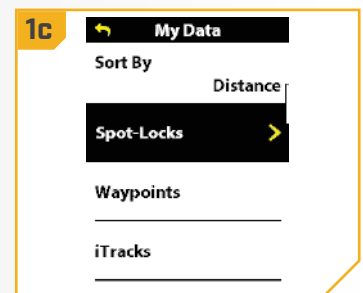 1c
My Data
Sort By
Distance
Spot-Locks
Waypoints
iTracks